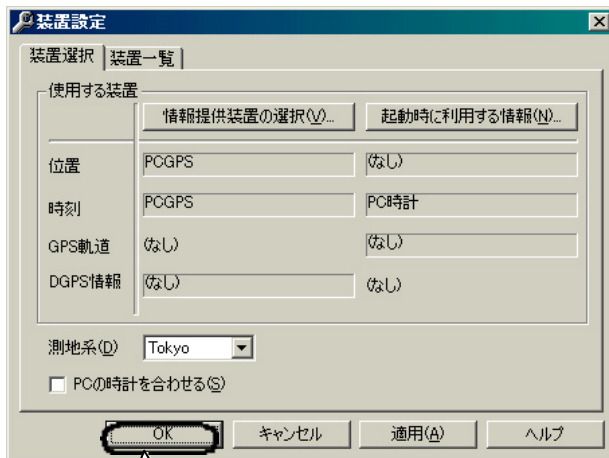 装置設定
装置選択 装置一覧
使用する装置
情報提供装置の選択(V)... 起動時に利用する情報(N)...
位置 PCGPS (なし)
時刻 PCGPS PC時計
GPS軌道 (なし) (なし)
DGPS情報 (なし) (なし)
測地系(D) Tokyo
PCの時計を合わせる(S)
OK キャンセル 適用(A) ヘルプ